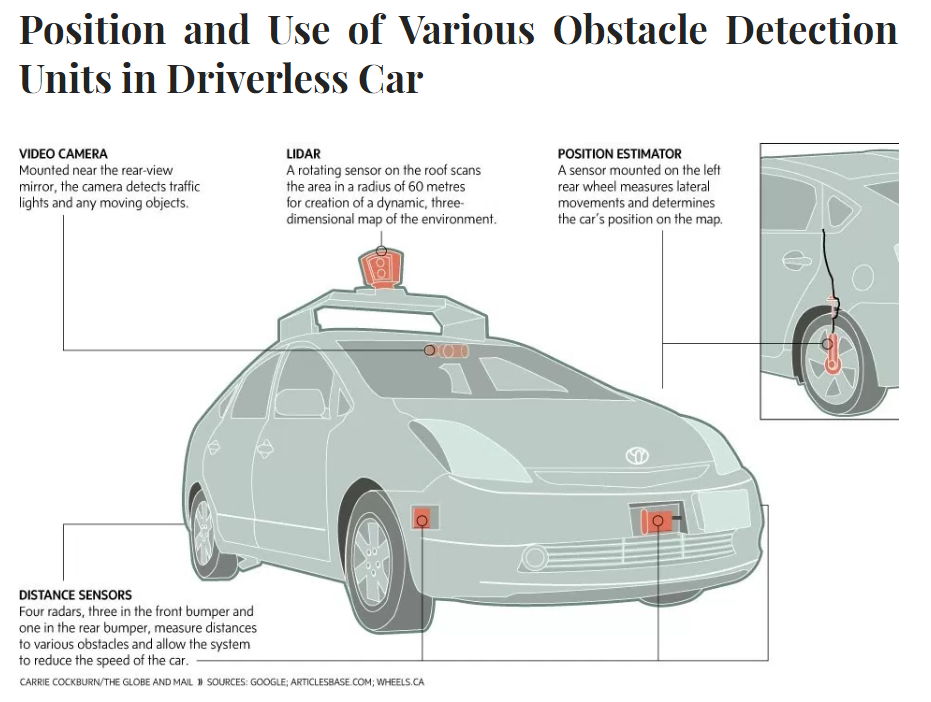 Position and Use of Various Obstacle Detection
Units in Driverless Car
VIDEO CAMERA
Mounted near the rear-view
mirror, the camera detects traffic
lights and any moving objects.
LIDAR
A rotating sensor on the roof scans
the area in a radius of 60 metres
for creation of a dynamic, three-
dimensional map of the environment.
POSITION ESTIMATOR
A sensor mounted on the left
rear wheel measures lateral
movements and determines
the car's position on the map.
DISTANCE SENSORS
Four radars, three in the front bumper and
one in the rear bumper, measure distances
to various obstacles and allow the system
to reduce the speed of the car.
CARRIE COCKBURN/THE GLOBE AND MAIL ⟫ SOURCES: GOOGLE; ARTICLESBASE.COM; WHEELS.CA